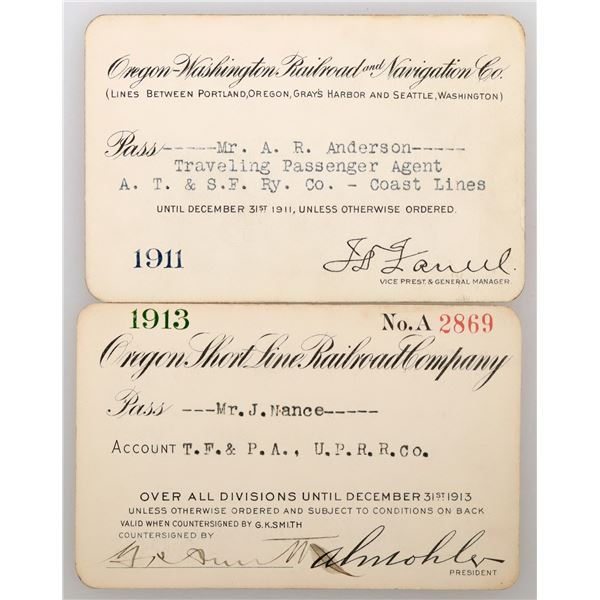 Oregon-Washington Railroad and Navigation Co.
(LINES BETWEEN PORTLAND, OREGON, GRAY'S HARBOR AND SEATTLE, WASHINGTON)
Pass-----Mr. A. R. Anderson-----
Traveling Passenger Agent
A. T. & S.F. Ry. Co. - Coast Lines
UNTIL DECEMBER 31ST 1911, UNLESS OTHERWISE ORDERED.
1911
VICE PREST & GENERAL MANAGER
1913 No. A 2869
Oregon Short Line Railroad Company
Pass ---Mr.J.Nance-----
ACCOUNT T.F.& P.A., U.P.R.R.Co.
OVER ALL DIVISIONS UNTIL DECEMBER 31ST 1913
UNLESS OTHERWISE ORDERED AND SUBJECT TO CONDITIONS ON BACK
VALID WHEN COUNTERSIGNED BY G.K.SMITH
COUNTERSIGNED BY
PRESIDENT